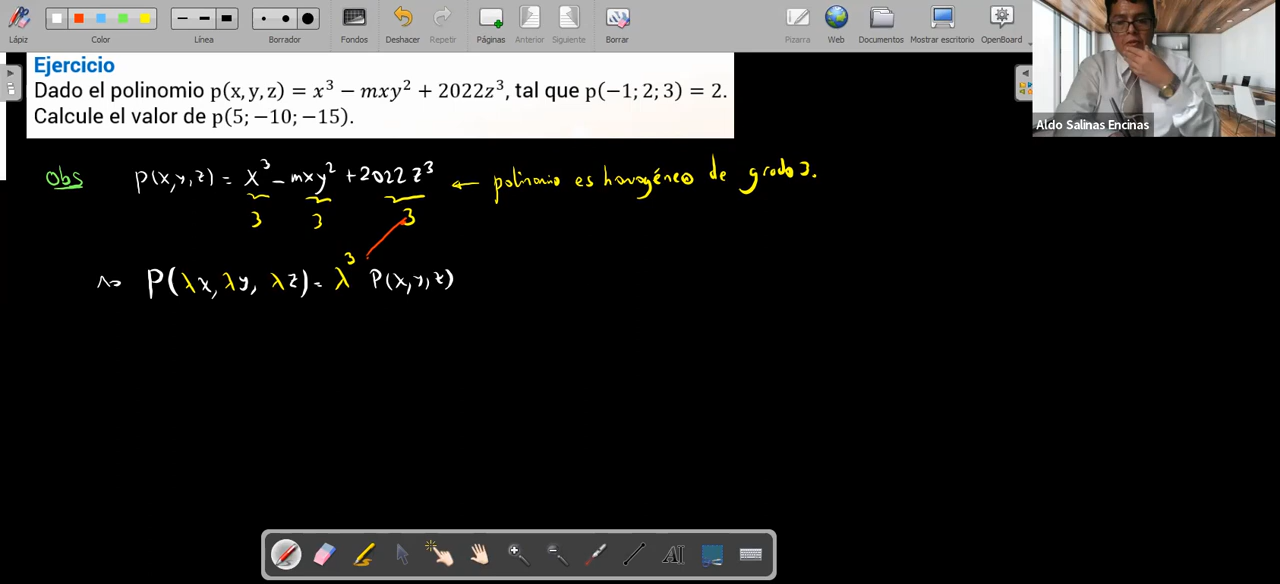 Lápiz Color Línea Borrador Fondos Deshacer Repetir Páginas Anterior Siguiente Borrar Pizarra Web Documentos Mostrar escritorio OpenBoard
Ejercicio
Dado el polinomio p(x, y, z) = x³ − mxy² + 2022z³, tal que p(−1; 2; 3) = 2.
Calcule el valor de p(5; −10; −15).
Aldo Salinas Encinas
Obs p(x,y,z) = x³ − mxy² + 2022 z³ ← polinomio es homogéneo de grado 3.
3 3 3
P(λx, λy, λz) = λ³ P(x,y,z)
AI